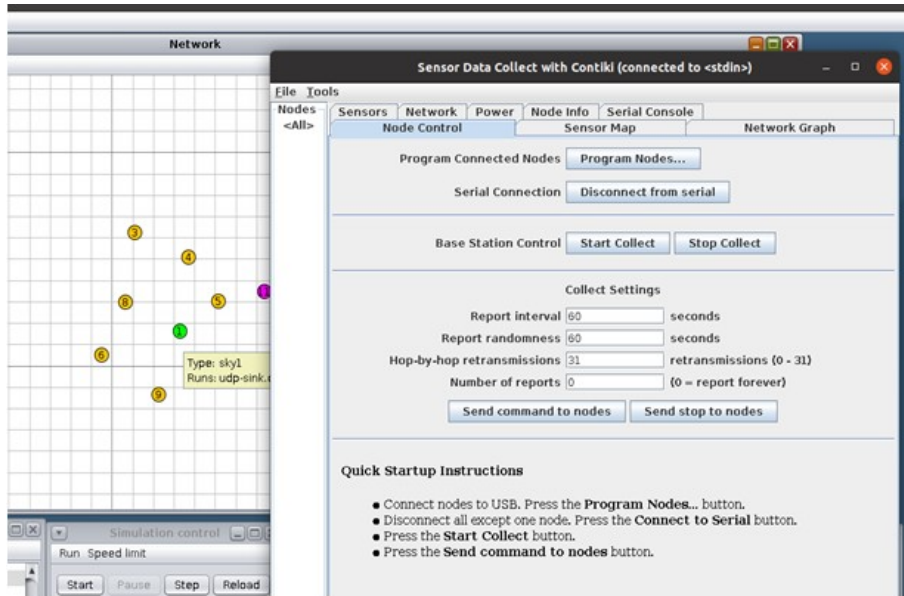 Network
Sensor Data Collect with Contiki (connected to <stdin>)
File Tools
Nodes
<All>
Sensors Network Power Node Info Serial Console
Node Control Sensor Map Network Graph
Program Connected Nodes Program Nodes...
Serial Connection Disconnect from serial
Base Station Control Start Collect Stop Collect
Collect Settings
Report interval 60 seconds
Report randomness 60 seconds
Hop-by-hop retransmissions 31 retransmissions (0 - 31)
Number of reports 0 (0 = report forever)
Send command to nodes Send stop to nodes
Quick Startup Instructions
Connect nodes to USB. Press the Program Nodes... button.
Disconnect all except one node. Press the Connect to Serial button.
Press the Start Collect button.
Press the Send command to nodes button.
3
4
8
5
1
6
9
Type: sky1
Runs: udp-sink.
Simulation control
Run Speed limit
Start Pause Step Reload